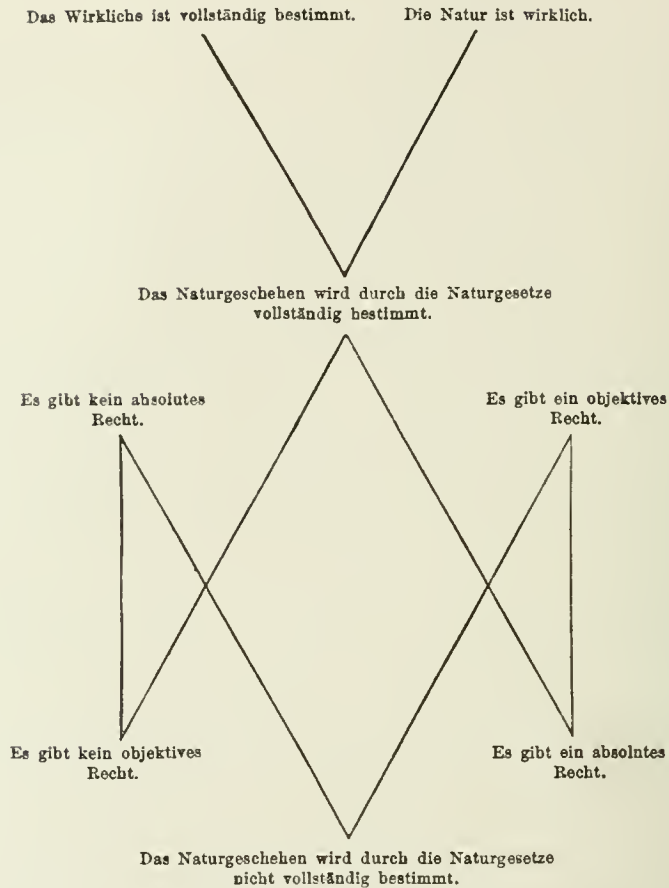 Das Wirkliche ist vollständig bestimmt.
Die Natur ist wirklich.
Das Naturgeschehen wird durch die Naturgesetze
vollständig bestimmt.
Es gibt kein absolutes
Recht.
Es gibt ein objektives
Recht.
Es gibt kein objektives
Recht.
Es gibt ein absolntes
Recht.
Das Naturgeschehen wird durch die Naturgesetze
nicht vollständig bestimmt.